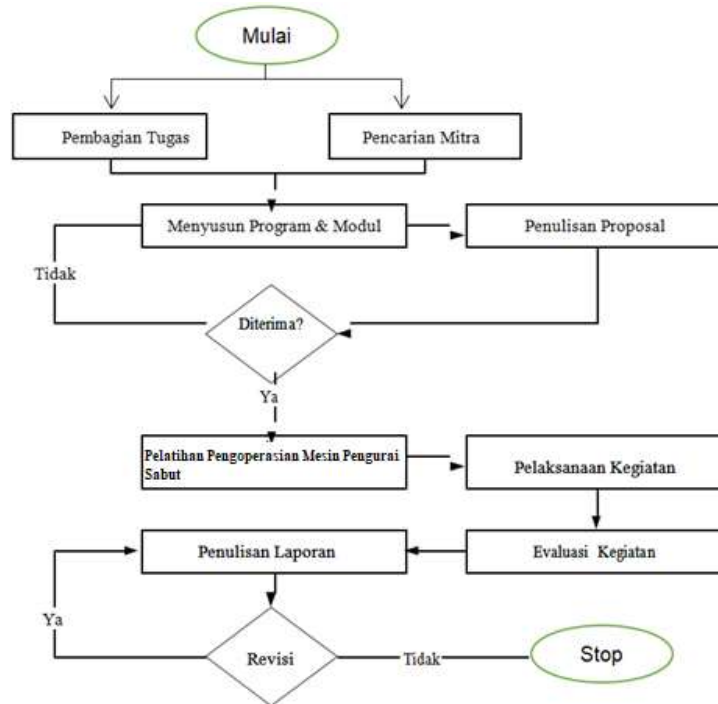 Mulai
Pembagian Tugas
Pencarian Mitra
Menyusun Program & Modul
Penulisan Proposal
Tidak
Diterima?
Ya
Pelatihan Pengoperasian Mesin Pengurai
Sabut
Pelaksanaan Kegiatan
Penulisan Laporan
Evaluasi Kegiatan
Ya
Revisi
Tidak
Stop